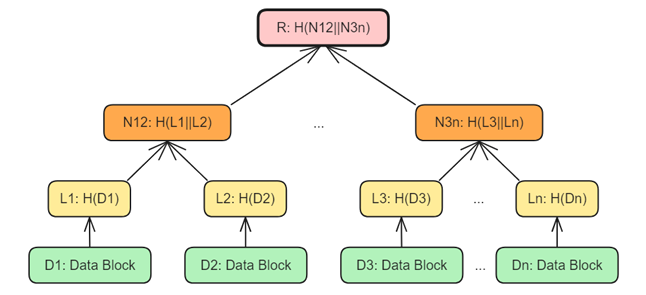 R: H(N12||N3n)
N12: H(L1||L2)
...
N3n: H(L3||Ln)
L1: H(D1)
L2: H(D2)
L3: H(D3)
...
Ln: H(Dn)
D1: Data Block
D2: Data Block
D3: Data Block
...
Dn: Data Block